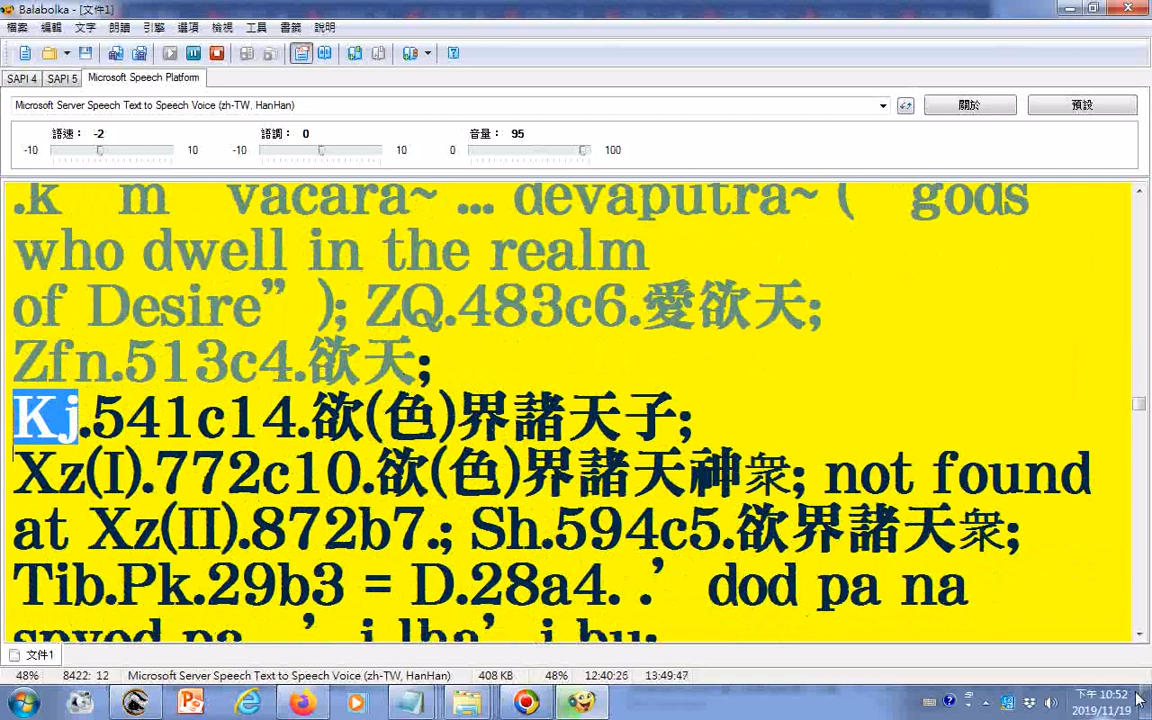 Balabolka - [文件1]
檔案 編輯 文字 朗讀 引擎 選項 檢視 工具 書籤 說明
SAPI 4 SAPI 5 Microsoft Speech Platform
Microsoft Server Speech Text to Speech Voice (zh-TW, HanHan) 關於 預設
語速： -2 語調： 0 音量： 95
-10 10 -10 10 0 100
.k m vacara~ ... devaputra~ ( gods
who dwell in the realm
of Desire” ); ZQ.483c6.愛欲天;
Zfn.513c4.欲天;
Kj.541c14.欲(色)界諸天子;
Xz(I).772c10.欲(色)界諸天神衆; not found
at Xz(II).872b7.; Sh.594c5.欲界諸天衆;
Tib.Pk.29b3 = D.28a4. .’ dod pa na
spyod pa ’ i lha’ i bu;
文件1
48% 8422: 12 Microsoft Server Speech Text to Speech Voice (zh-TW, HanHan) 408 KB 48% 12:40:26 13:49:47
下午 10:52
2019/11/19